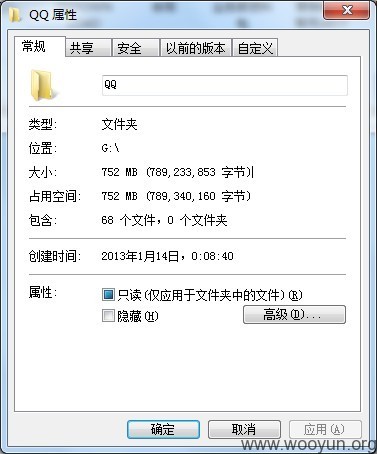 QQ 属性
常规 共享 安全 以前的版本 自定义
QQ
类型: 文件夹
位置: G:\
大小: 752 MB (789,233,853 字节)
占用空间: 752 MB (789,340,160 字节)
包含: 68 个文件，0 个文件夹
创建时间: 2013年1月14日，0:08:40
属性: 只读(仅应用于文件夹中的文件)(R)
隐藏(H) 高级(D)...
确定 取消 应用(A)
www.wooyun.org